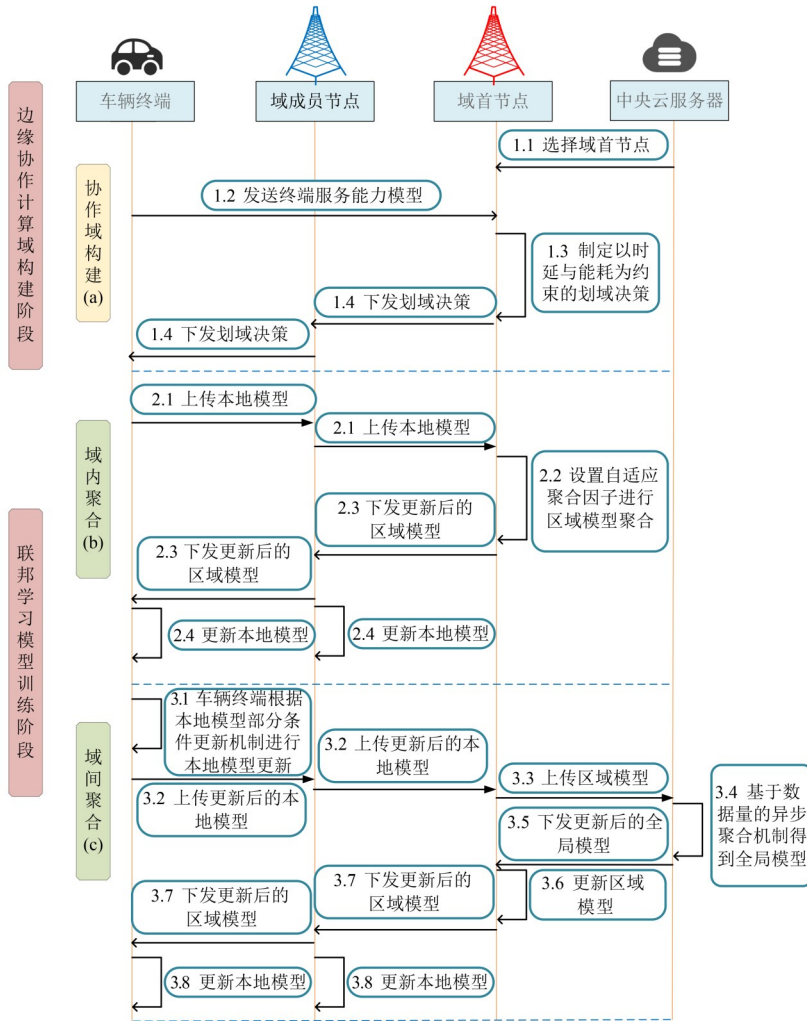 车辆终端
域成员节点
域首节点
中央云服务器
边缘协作计算域构建阶段
协作域构建
(a)
1.1 选择域首节点
1.2 发送终端服务能力模型
1.3 制定以时
延与能耗为约
束的划域决策
1.4 下发划域决策
1.4 下发划域决策
联邦学习模型训练阶段
域内聚合
(b)
2.1 上传本地模型
2.1 上传本地模型
2.2 设置自适应
聚合因子进行
区域模型聚合
2.3 下发更新后的
区域模型
2.3 下发更新后的
区域模型
2.4 更新本地模型
2.4 更新本地模型
域间聚合
(c)
3.1 车辆终端根据
本地模型部分条
件更新机制进行
本地模型更新
3.2 上传更新后的本
地模型
3.2 上传更新后的
本地模型
3.3 上传区域模型
3.4 基于数
据量的异步
聚合机制得
到全局模型
3.5 下发更新后的全
局模型
3.6 更新区域
模型
3.7 下发更新后的
区域模型
3.7 下发更新后的
区域模型
3.8 更新本地模型
3.8 更新本地模型